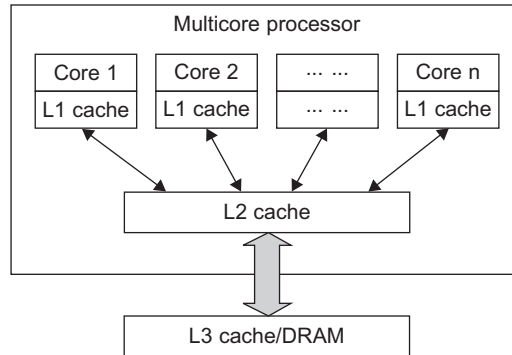 Multicore processor
Core 1 Core 2 ... ... Core n
L1 cache L1 cache ... ... L1 cache
L2 cache
L3 cache/DRAM